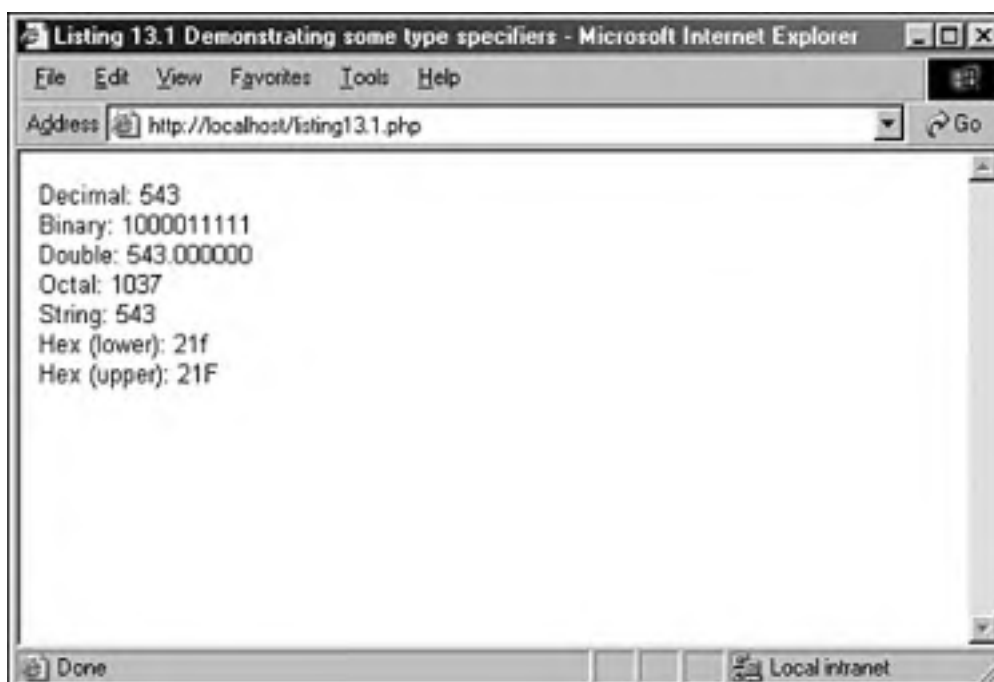 Listing 13.1 Demonstrating some type specifiers - Microsoft Internet Explorer
File Edit View Favorites Tools Help
Address http://localhost/listing13.1.php Go
Decimal: 543
Binary: 1000011111
Double: 543.000000
Octal: 1037
String: 543
Hex (lower): 21f
Hex (upper): 21F
Done Local intranet